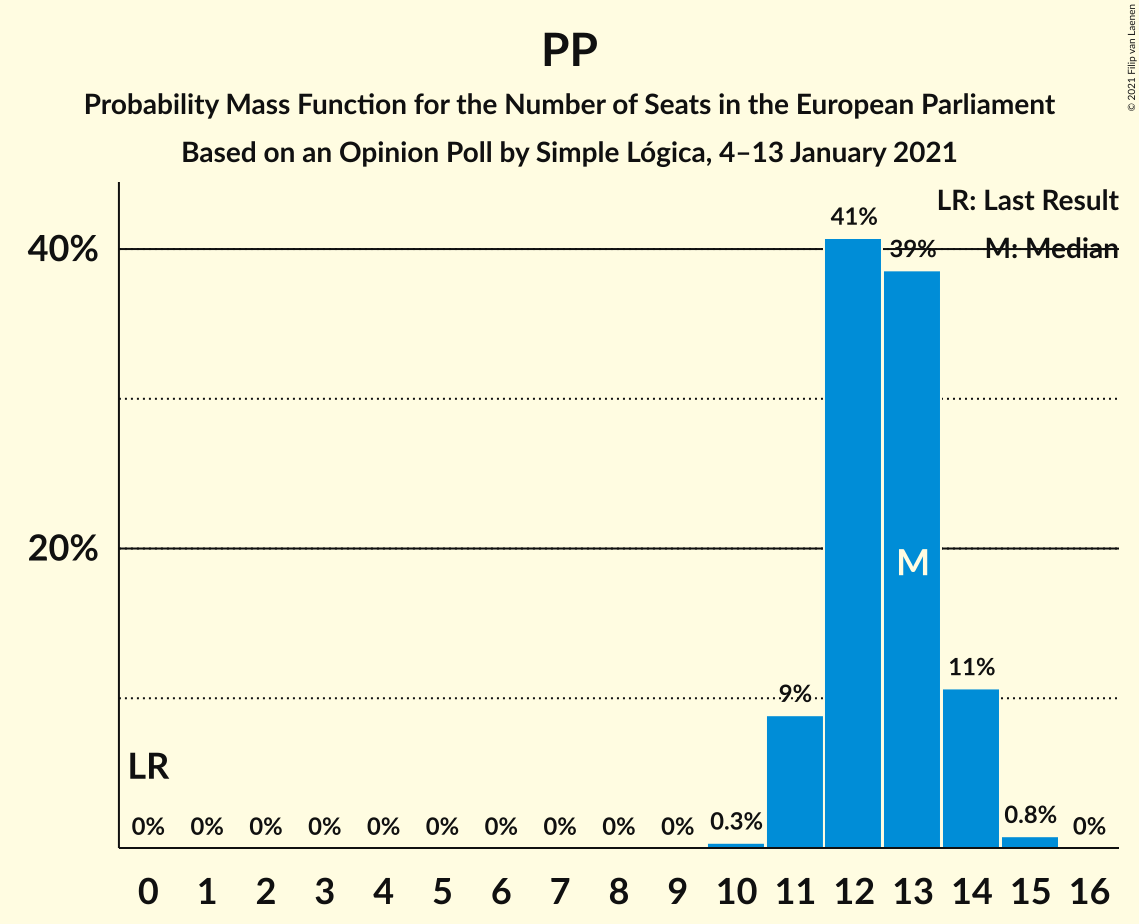 PP
Probability Mass Function for the Number of Seats in the European Parliament
Based on an Opinion Poll by Simple Lógica, 4–13 January 2021
© 2021 Filip van Laenen
LR: Last Result
M: Median
40%
20%
41%
39%
M
11%
9%
LR
0% 0% 0% 0% 0% 0% 0% 0% 0% 0% 0.3% 0.8% 0%
0 1 2 3 4 5 6 7 8 9 10 11 12 13 14 15 16